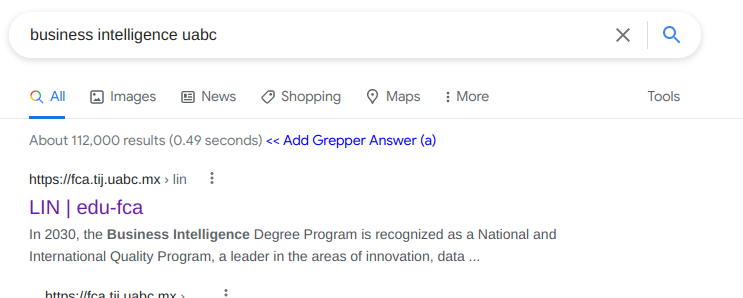 business intelligence uabc
All Images News Shopping Maps More Tools
About 112,000 results (0.49 seconds) << Add Grepper Answer (a)
https://fca.tij.uabc.mx › lin
LIN | edu-fca
In 2030, the Business Intelligence Degree Program is recognized as a National and
International Quality Program, a leader in the areas of innovation, data ...
https://fca.tij.uabc.mx ›